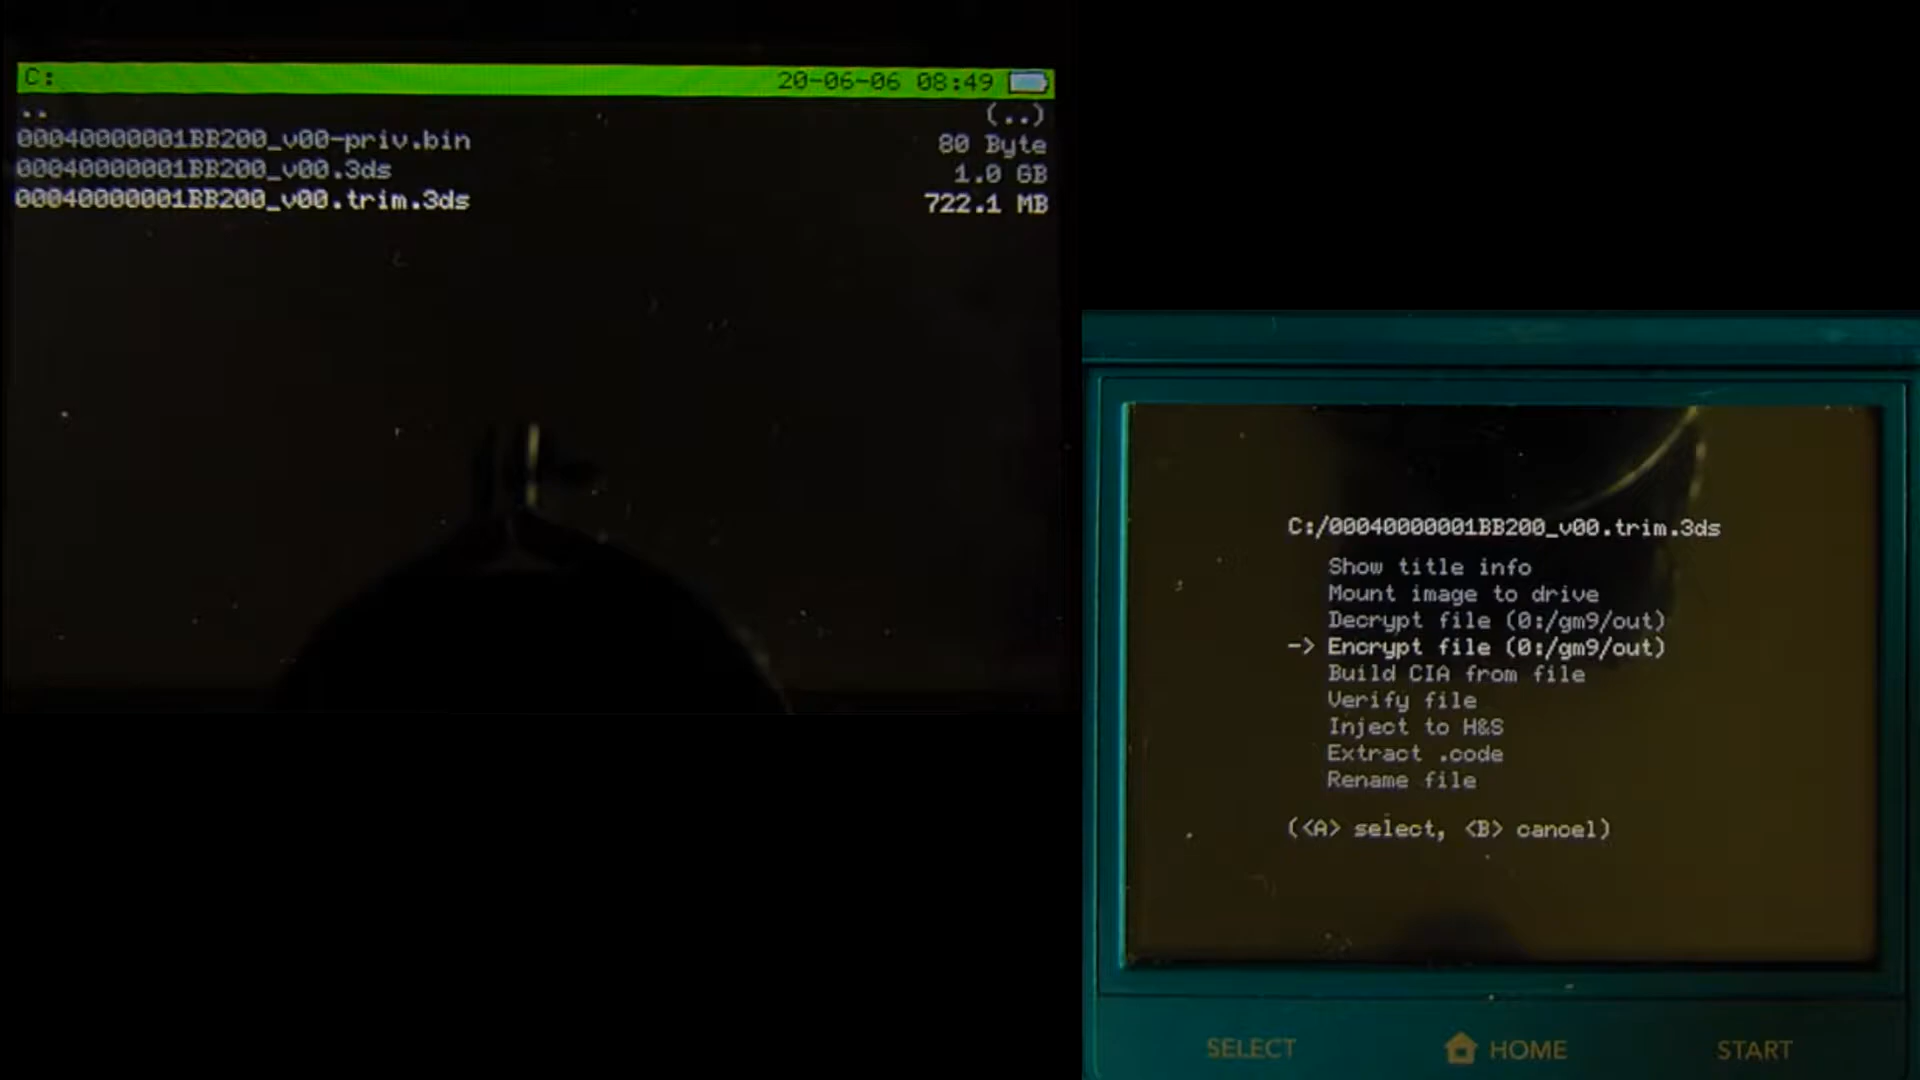 C: 20-06-06 08:49
.. (..)
00040000001BB200_v00-priv.bin 80 Byte
00040000001BB200_v00.3ds 1.0 GB
00040000001BB200_v00.trim.3ds 722.1 MB
C:/00040000001BB200_v00.trim.3ds
Show title info
Mount image to drive
Decrypt file (0:/gm9/out)
-> Encrypt file (0:/gm9/out)
Build CIA from file
Verify file
Inject to H&S
Extract .code
Rename file
(<A> select, <B> cancel)
SELECT HOME START